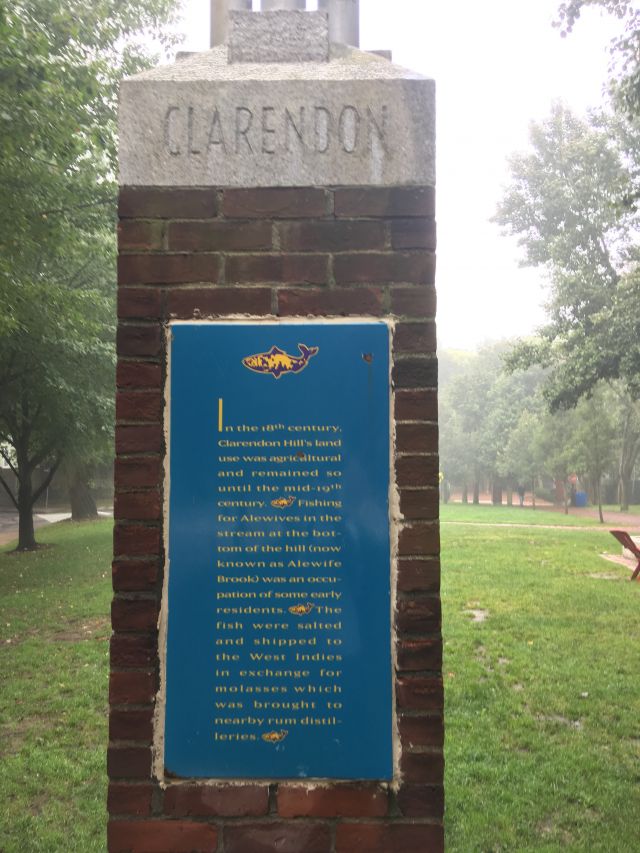 CLARENDON
In the 18th century,
Clarendon Hill's land
use was agricultural
and remained so
until the mid-19th
century. Fishing
for Alewives in the
stream at the bot-
tom of the hill (now
known as Alewife
Brook) was an occu-
pation of some early
residents. The
fish were salted
and shipped to
the West Indies
in exchange for
molasses which
was brought to
nearby rum distil-
leries.